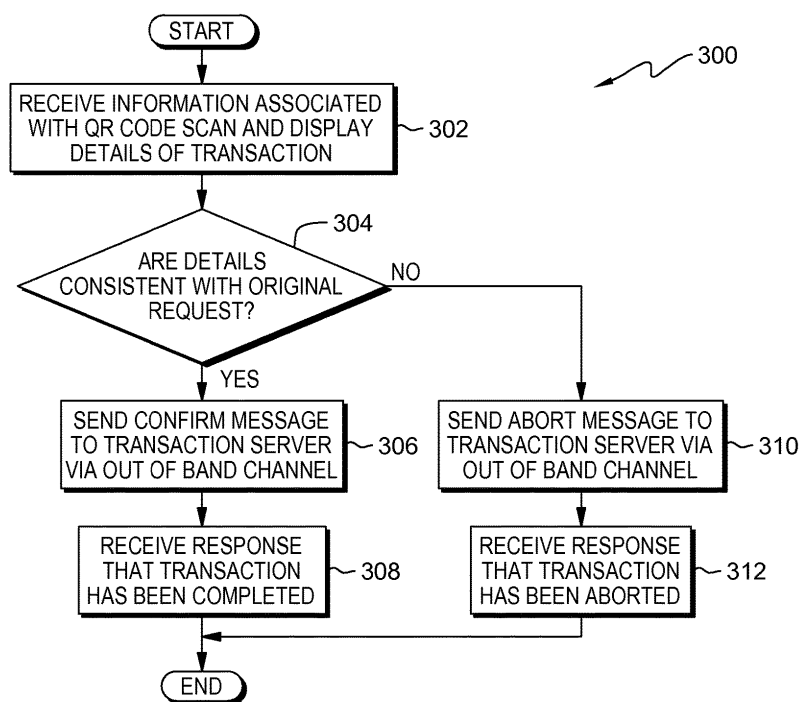 START
300
RECEIVE INFORMATION ASSOCIATED
WITH QR CODE SCAN AND DISPLAY
DETAILS OF TRANSACTION
302
304
ARE DETAILS
CONSISTENT WITH ORIGINAL
REQUEST?
NO
YES
SEND CONFIRM MESSAGE
TO TRANSACTION SERVER
VIA OUT OF BAND CHANNEL
306
SEND ABORT MESSAGE TO
TRANSACTION SERVER VIA
OUT OF BAND CHANNEL
310
RECEIVE RESPONSE
THAT TRANSACTION
HAS BEEN COMPLETED
308
RECEIVE RESPONSE
THAT TRANSACTION
HAS BEEN ABORTED
312
END